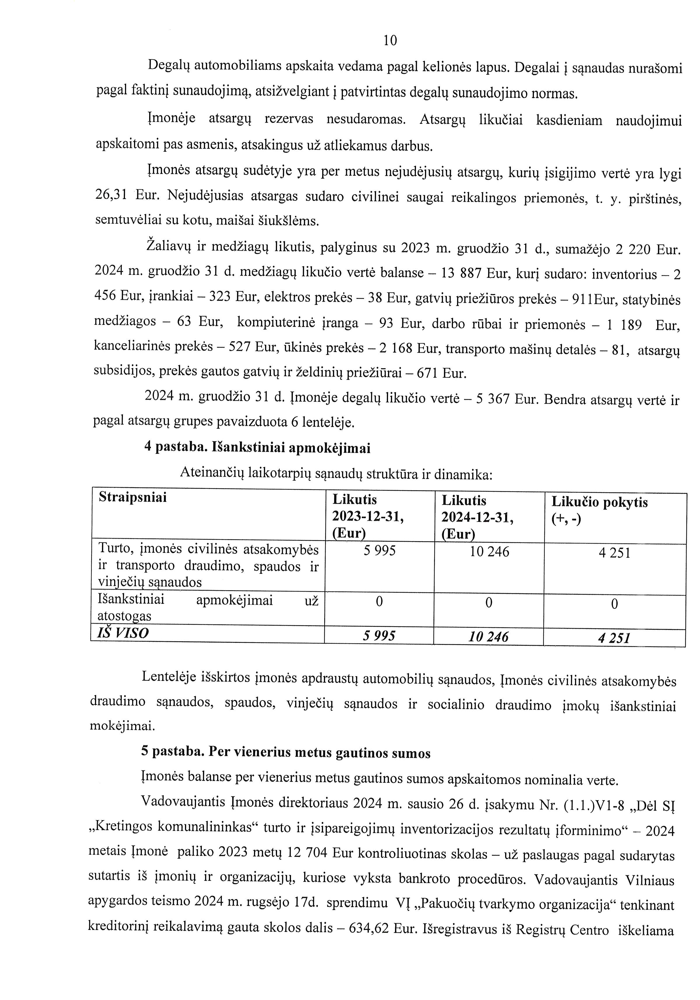 10
Degalų automobiliams apskaita vedama pagal kelionės lapus. Degalai į sąnaudas nurašomi
pagal faktinį sunaudojimą, atsižvelgiant į patvirtintas degalų sunaudojimo normas.
Įmonėje atsargų rezervas nesudaromas. Atsargų likučiai kasdieniam naudojimui
apskaitomi pas asmenis, atsakingus už atliekamus darbus.
Įmonės atsargų sudėtyje yra per metus nejudėjusių atsargų, kurių įsigijimo vertė yra lygi
26,31 Eur. Nejudėjusias atsargas sudaro civilinei saugai reikalingos priemonės, t. y. pirštinės,
semtuvėliai su kotu, maišai šiukšlėms.
Žaliavų ir medžiagų likutis, palyginus su 2023 m. gruodžio 31 d., sumažėjo 2 220 Eur.
2024 m. gruodžio 31 d. medžiagų likučio vertė balanse – 13 887 Eur, kurį sudaro: inventorius – 2
456 Eur, įrankiai – 323 Eur, elektros prekės – 38 Eur, gatvių priežiūros prekės – 911Eur, statybinės
medžiagos – 63 Eur, kompiuterinė įranga – 93 Eur, darbo rūbai ir priemonės – 1 189 Eur,
kanceliarinės prekės – 527 Eur, ūkinės prekės – 2 168 Eur, transporto mašinų detalės – 81, atsargų
subsidijos, prekės gautos gatvių ir želdinių priežiūrai – 671 Eur.
2024 m. gruodžio 31 d. Įmonėje degalų likučio vertė – 5 367 Eur. Bendra atsargų vertė ir
pagal atsargų grupes pavaizduota 6 lentelėje.
4 pastaba. Išankstiniai apmokėjimai
Ateinančių laikotarpių sąnaudų struktūra ir dinamika:
Straipsniai
Likutis
2023-12-31,
(Eur)
Likutis
2024-12-31,
(Eur)
Likučio pokytis
(+, -)
Turto, įmonės civilinės atsakomybės
ir transporto draudimo, spaudos ir
vinječių sąnaudos
5 995
10 246
4 251
Išankstiniai apmokėjimai už
atostogas
0
0
0
IŠ VISO
5 995
10 246
4 251
Lentelėje išskirtos įmonės apdraustų automobilių sąnaudos, Įmonės civilinės atsakomybės
draudimo sąnaudos, spaudos, vinječių sąnaudos ir socialinio draudimo įmokų išankstiniai
mokėjimai.
5 pastaba. Per vienerius metus gautinos sumos
Įmonės balanse per vienerius metus gautinos sumos apskaitomos nominalia verte.
Vadovaujantis Įmonės direktoriaus 2024 m. sausio 26 d. įsakymu Nr. (1.1.)V1-8 „Dėl SĮ
„Kretingos komunalininkas“ turto ir įsipareigojimų inventorizacijos rezultatų įforminimo“ – 2024
metais Įmonė paliko 2023 metų 12 704 Eur kontroliuotinas skolas – už paslaugas pagal sudarytas
sutartis iš įmonių ir organizacijų, kuriose vyksta bankroto procedūros. Vadovaujantis Vilniaus
apygardos teismo 2024 m. rugsėjo 17d. sprendimu VĮ „Pakuočių tvarkymo organizacija“ tenkinant
kreditorinį reikalavimą gauta skolos dalis – 634,62 Eur. Išregistravus iš Registrų Centro iškeliama